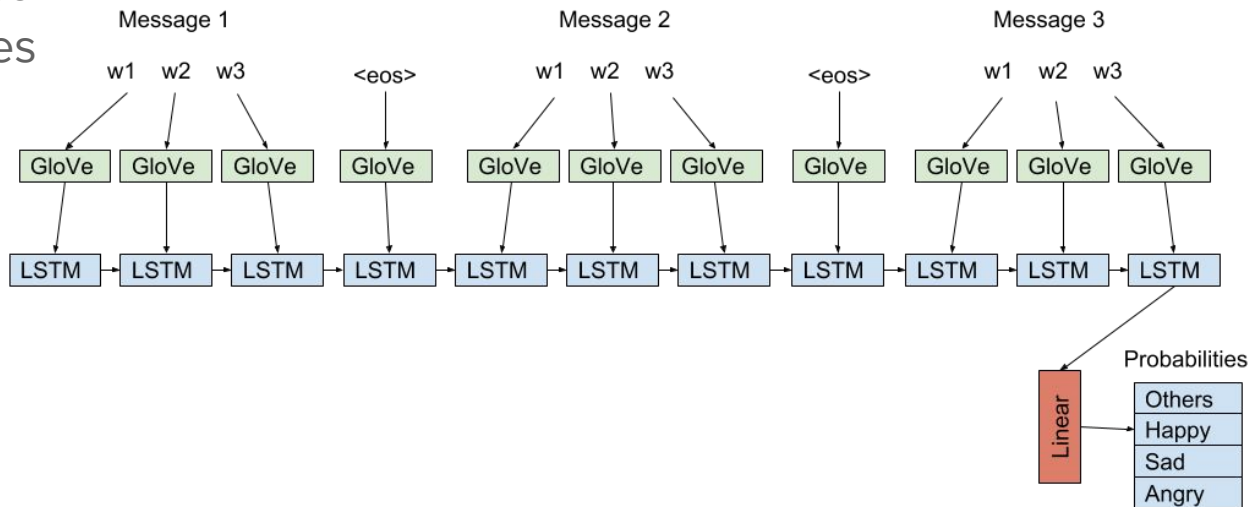 Message 1 Message 2 Message 3
es
w1 w2 w3 <eos> w1 w2 w3 <eos> w1 w2 w3
GloVe GloVe GloVe GloVe GloVe GloVe GloVe GloVe GloVe GloVe GloVe
LSTM LSTM LSTM LSTM LSTM LSTM LSTM LSTM LSTM LSTM LSTM
Probabilities
Linear
Others
Happy
Sad
Angry